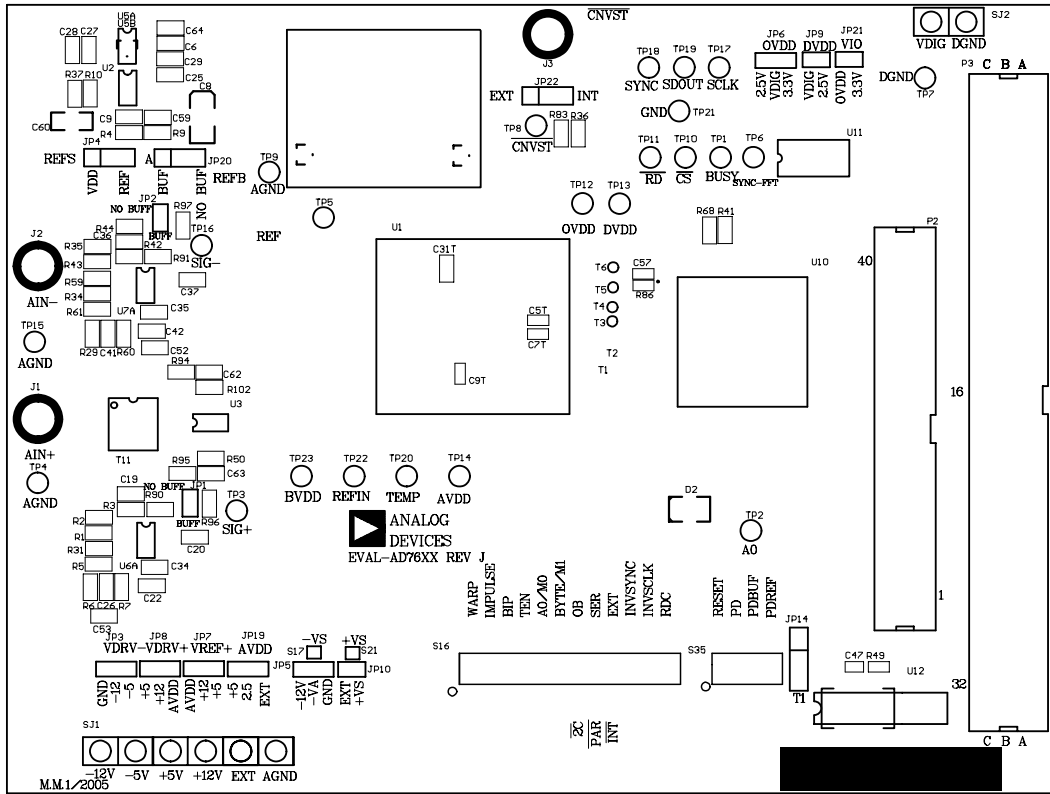 U5A
U5B
C28
C27
C64
C6
C29
C25
U2
R37
R10
C8
C60
C9
C59
R4
R9
JP4
REFS
A
JP20
REFB
VDD
REF
BUF
NO BUF
TP9
AGND
TP5
REF
CNVST
J3
JP22
EXT
INT
TP8
CNVST
R83
R36
TP18
TP19
TP17
SYNC
SDOUT
SCLK
GND
TP21
TP11
TP10
TP1
TP6
RD
CS
BUSY
SYNC-FFT
U11
JP6
OVDD
JP9
DVDD
JP21
VIO
2.5V
VDIG
3.3V
VDIG
2.5V
OVDD
3.3V
SJ2
VDIG
DGND
DGND
TP7
P3
C B A
TP12
TP13
OVDD
DVDD
R68
R41
P2
40
JP2
NO BUFF
BUFF
R97
TP16
SIG-
R44
C36
R42
R91
C37
J2
AIN-
R35
R43
R59
R34
R61
U7A
C35
C42
C52
R29
C41
R60
R94
C62
R102
TP15
AGND
J1
AIN+
TP4
AGND
T11
U3
U1
C31T
C5T
C7T
C9T
T6
T5
T4
T3
T2
T1
C57
R86
U10
16
R50
C63
R95
C19
NO BUFF
JP1
BUFF
R90
R3
R96
TP3
SIG+
C20
R2
R1
R31
R5
U6A
C34
C22
R6
C26
R7
C53
TP23
TP22
TP20
TP14
BVDD
REFIN
TEMP
AVDD
ANALOG
DEVICES
EVAL-AD76XX REV J
D2
TP2
A0
1
WARP
IMPULSE
BIP
TEN
A0/M0
BYTE/M1
OB
SER
EXT
INVSYNC
INVSCLK
RDC
RESET
PD
PDBUF
PDREF
S16
S35
JP14
T1
C47
R49
U12
32
JP3
JP8
JP7
JP19
VDRV-
VDRV+
VREF+
AVDD
JP5
JP10
GND
-12
-5
+5
+12
AVDD
AVDD
+12
+5
+5
2.5
EXT
-VS
S17
+VS
S21
-12V
-VA
GND
EXT
+VS
I2C
PAR
INT
SJ1
-12V
-5V
+5V
+12V
EXT
AGND
M.M.1/2005
C B A